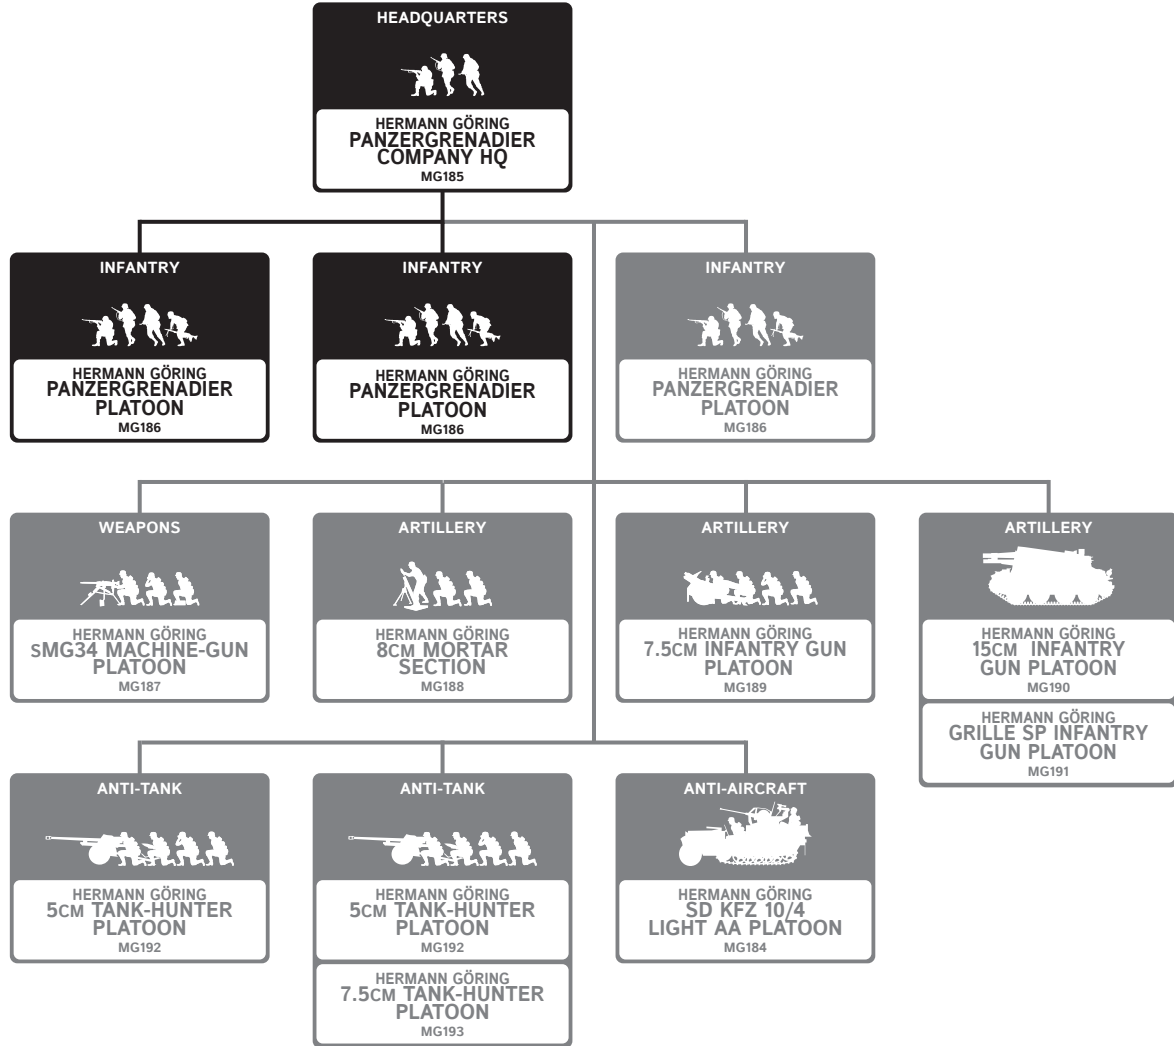 HEADQUARTERS
HERMANN GÖRING
PANZERGRENADIER
COMPANY HQ
MG185
INFANTRY
HERMANN GÖRING
PANZERGRENADIER
PLATOON
MG186
INFANTRY
HERMANN GÖRING
PANZERGRENADIER
PLATOON
MG186
INFANTRY
HERMANN GÖRING
PANZERGRENADIER
PLATOON
MG186
WEAPONS
HERMANN GÖRING
SMG34 MACHINE-GUN
PLATOON
MG187
ARTILLERY
HERMANN GÖRING
8CM MORTAR
SECTION
MG188
ARTILLERY
HERMANN GÖRING
7.5CM INFANTRY GUN
PLATOON
MG189
ARTILLERY
HERMANN GÖRING
15CM INFANTRY
GUN PLATOON
MG190
HERMANN GÖRING
GRILLE SP INFANTRY
GUN PLATOON
MG191
ANTI-TANK
HERMANN GÖRING
5CM TANK-HUNTER
PLATOON
MG192
ANTI-TANK
HERMANN GÖRING
5CM TANK-HUNTER
PLATOON
MG192
HERMANN GÖRING
7.5CM TANK-HUNTER
PLATOON
MG193
ANTI-AIRCRAFT
HERMANN GÖRING
SD KFZ 10/4
LIGHT AA PLATOON
MG184